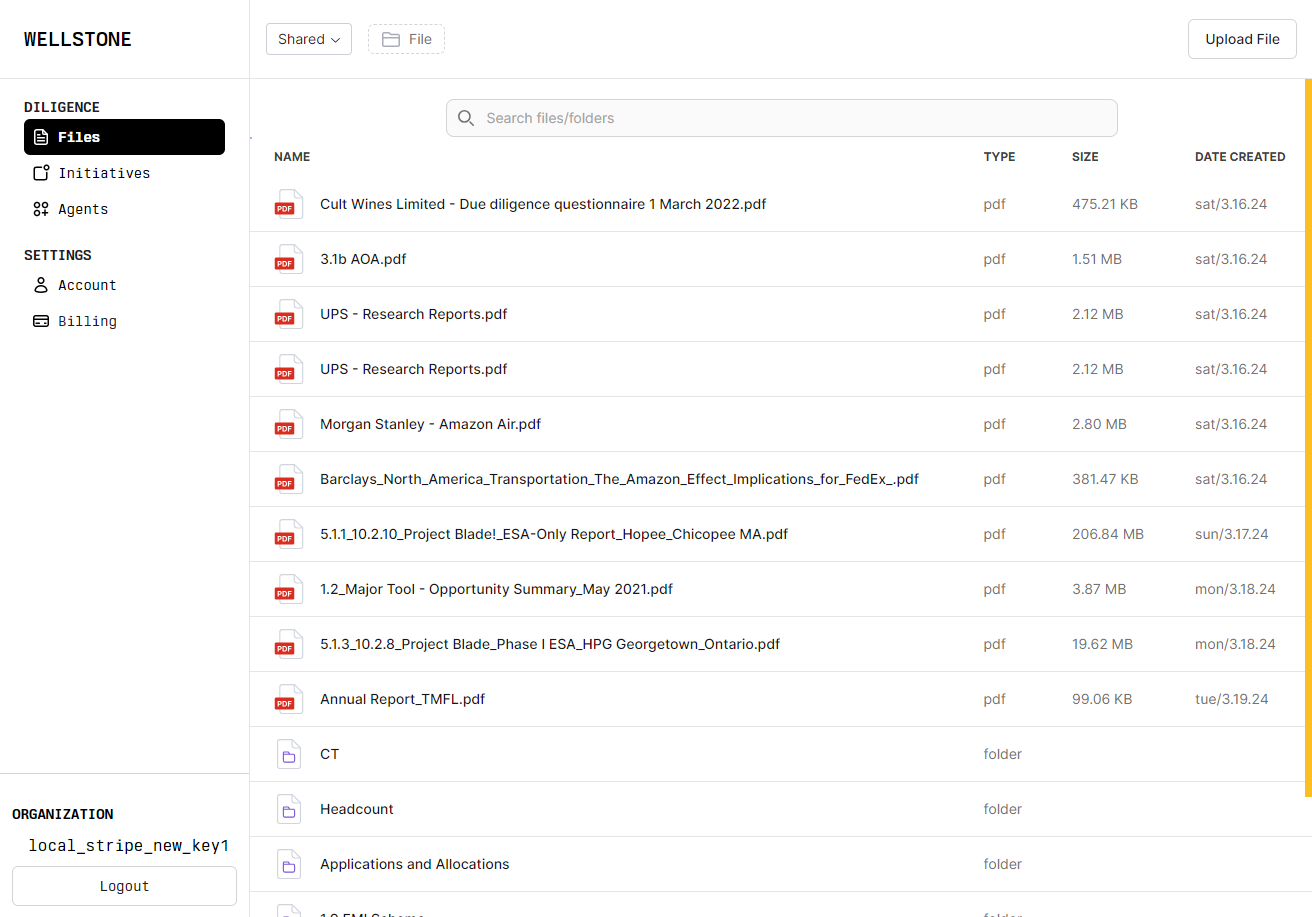 WELLSTONE
Shared
File
Upload File
DILIGENCE
Files
Initiatives
Agents
SETTINGS
Account
Billing
ORGANIZATION
local_stripe_new_key1
Logout
Search files/folders
NAME TYPE SIZE DATE CREATED
PDF Cult Wines Limited - Due diligence questionnaire 1 March 2022.pdf pdf 475.21 KB sat/3.16.24
PDF 3.1b AOA.pdf pdf 1.51 MB sat/3.16.24
PDF UPS - Research Reports.pdf pdf 2.12 MB sat/3.16.24
PDF UPS - Research Reports.pdf pdf 2.12 MB sat/3.16.24
PDF Morgan Stanley - Amazon Air.pdf pdf 2.80 MB sat/3.16.24
PDF Barclays_North_America_Transportation_The_Amazon_Effect_Implications_for_FedEx_.pdf pdf 381.47 KB sat/3.16.24
PDF 5.1.1_10.2.10_Project Blade!_ESA-Only Report_Hopee_Chicopee MA.pdf pdf 206.84 MB sun/3.17.24
PDF 1.2_Major Tool - Opportunity Summary_May 2021.pdf pdf 3.87 MB mon/3.18.24
PDF 5.1.3_10.2.8_Project Blade_Phase I ESA_HPG Georgetown_Ontario.pdf pdf 19.62 MB mon/3.18.24
PDF Annual Report_TMFL.pdf pdf 99.06 KB tue/3.19.24
CT folder
Headcount folder
Applications and Allocations folder
folder